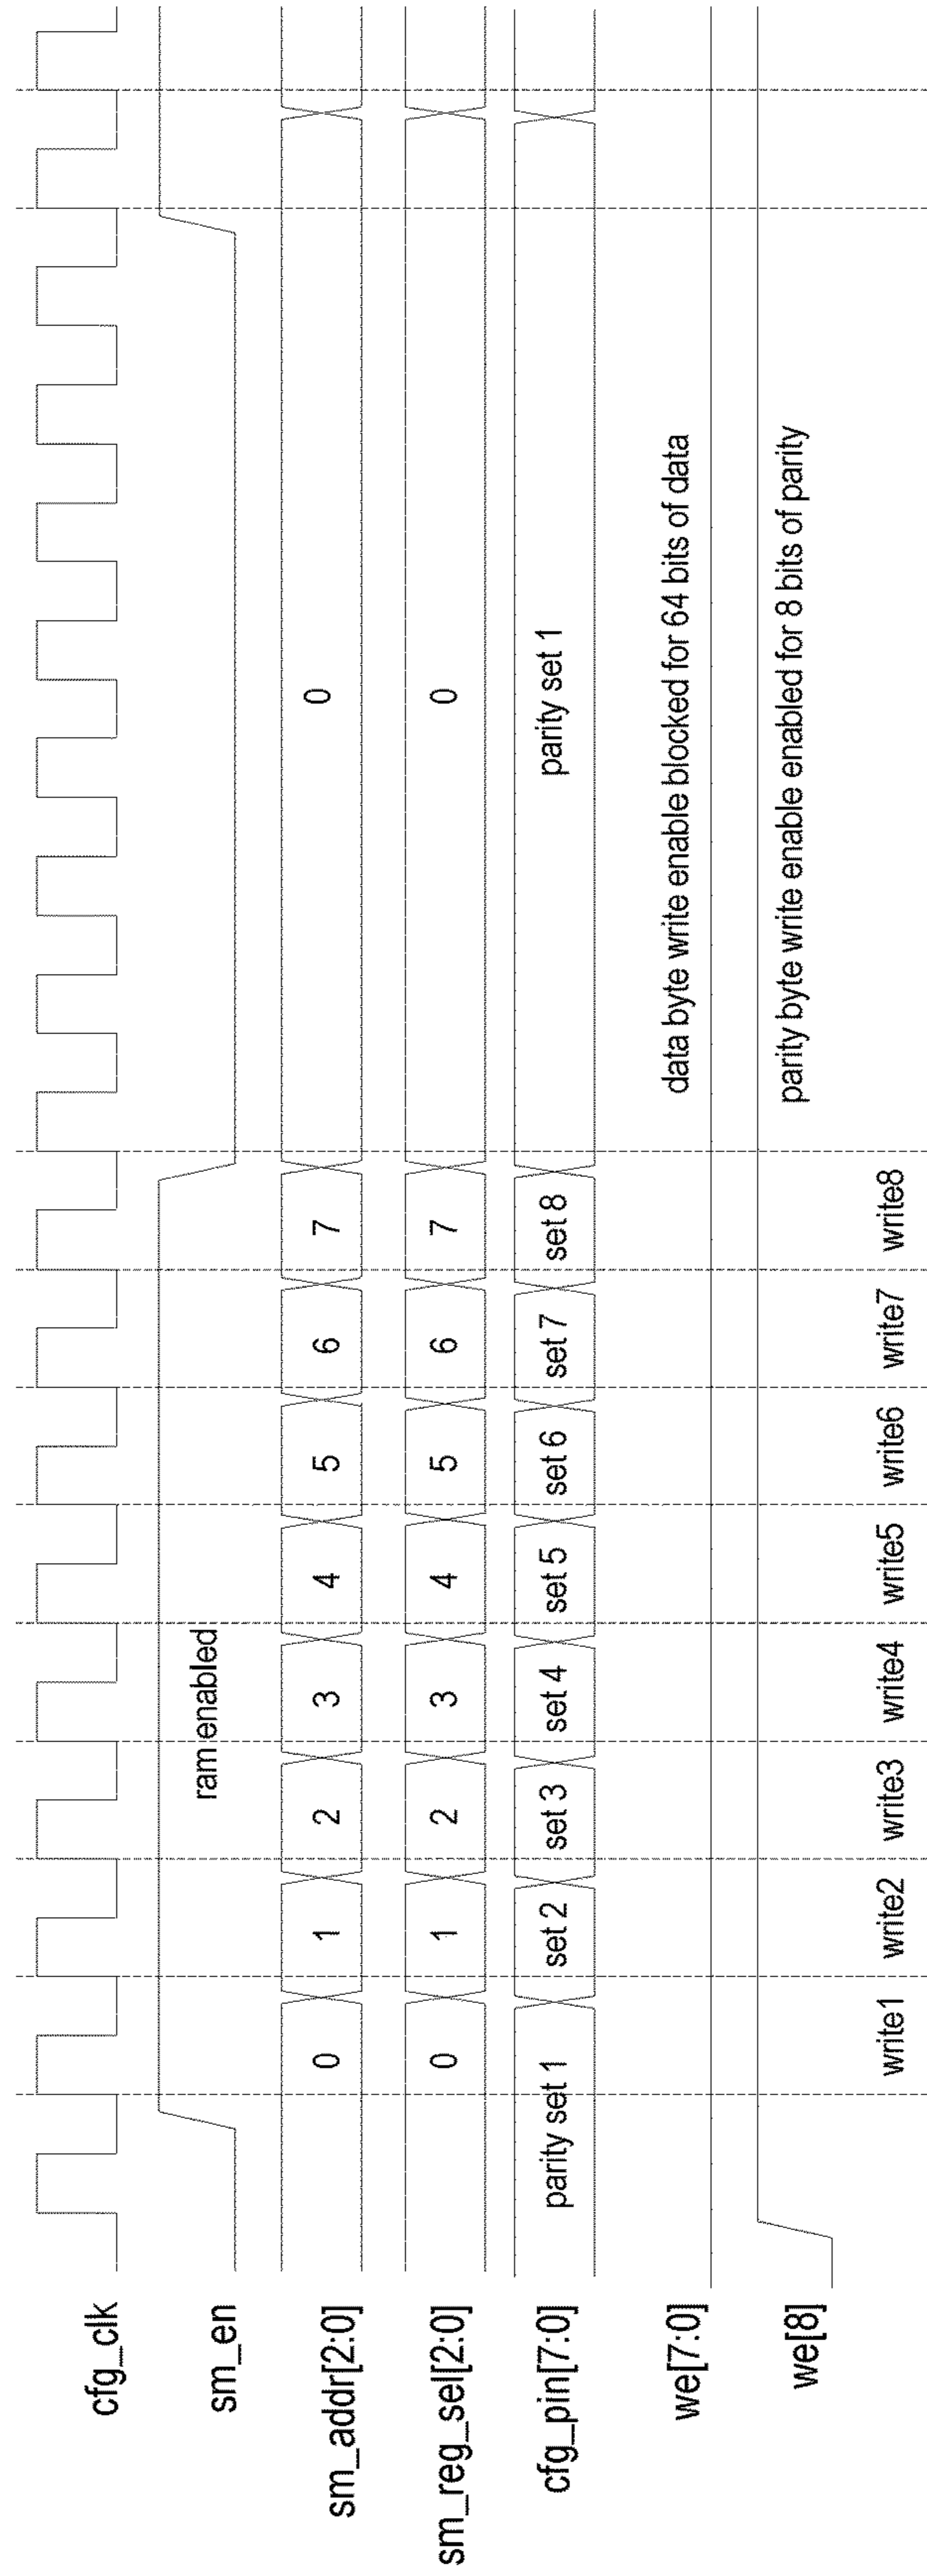 cfg_clk
sm_en
ram enabled
sm_addr[2:0]
0 1 2 3 4 5 6 7 0
sm_reg_sel[2:0]
0 1 2 3 4 5 6 7 0
cfg_pin[7:0]
parity set 1 set 2 set 3 set 4 set 5 set 6 set 7 set 8 parity set 1
we[7:0]
data byte write enable blocked for 64 bits of data
we[8]
parity byte write enable enabled for 8 bits of parity
write1 write2 write3 write4 write5 write6 write7 write8